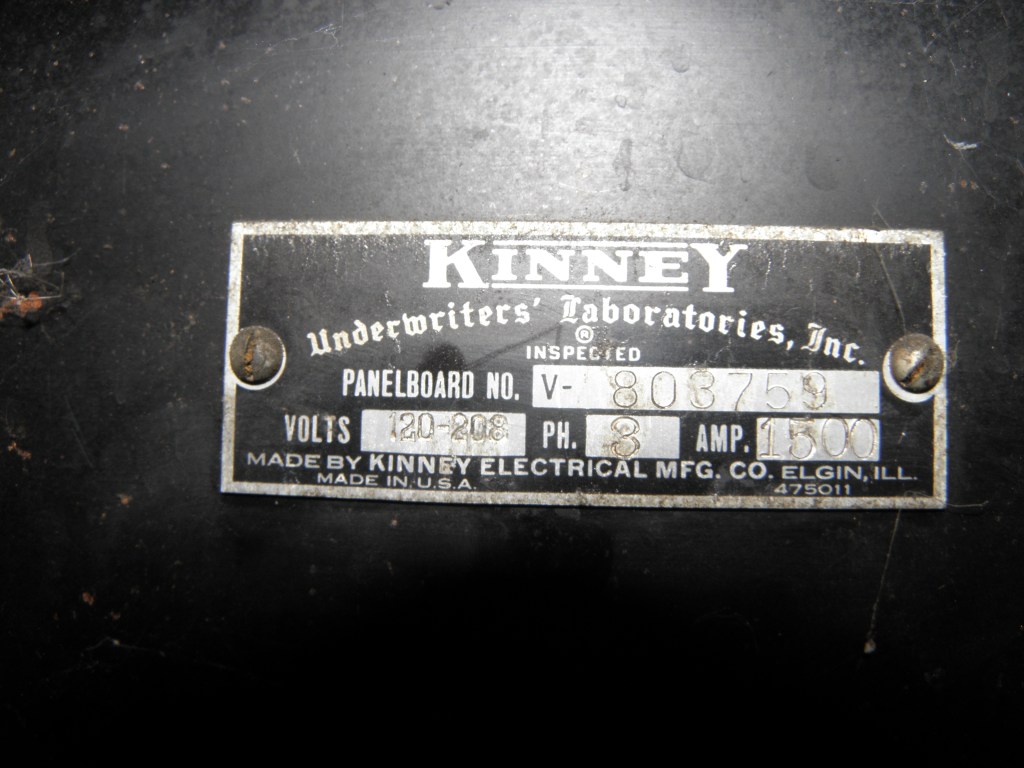 KINNEY
Underwriters' Laboratories, Inc.
®
INSPECTED
PANELBOARD NO. V- 803759
VOLTS 120-208 PH. 3 AMP. 1500
MADE BY KINNEY ELECTRICAL MFG. CO. ELGIN, ILL.
MADE IN U.S.A. 475011